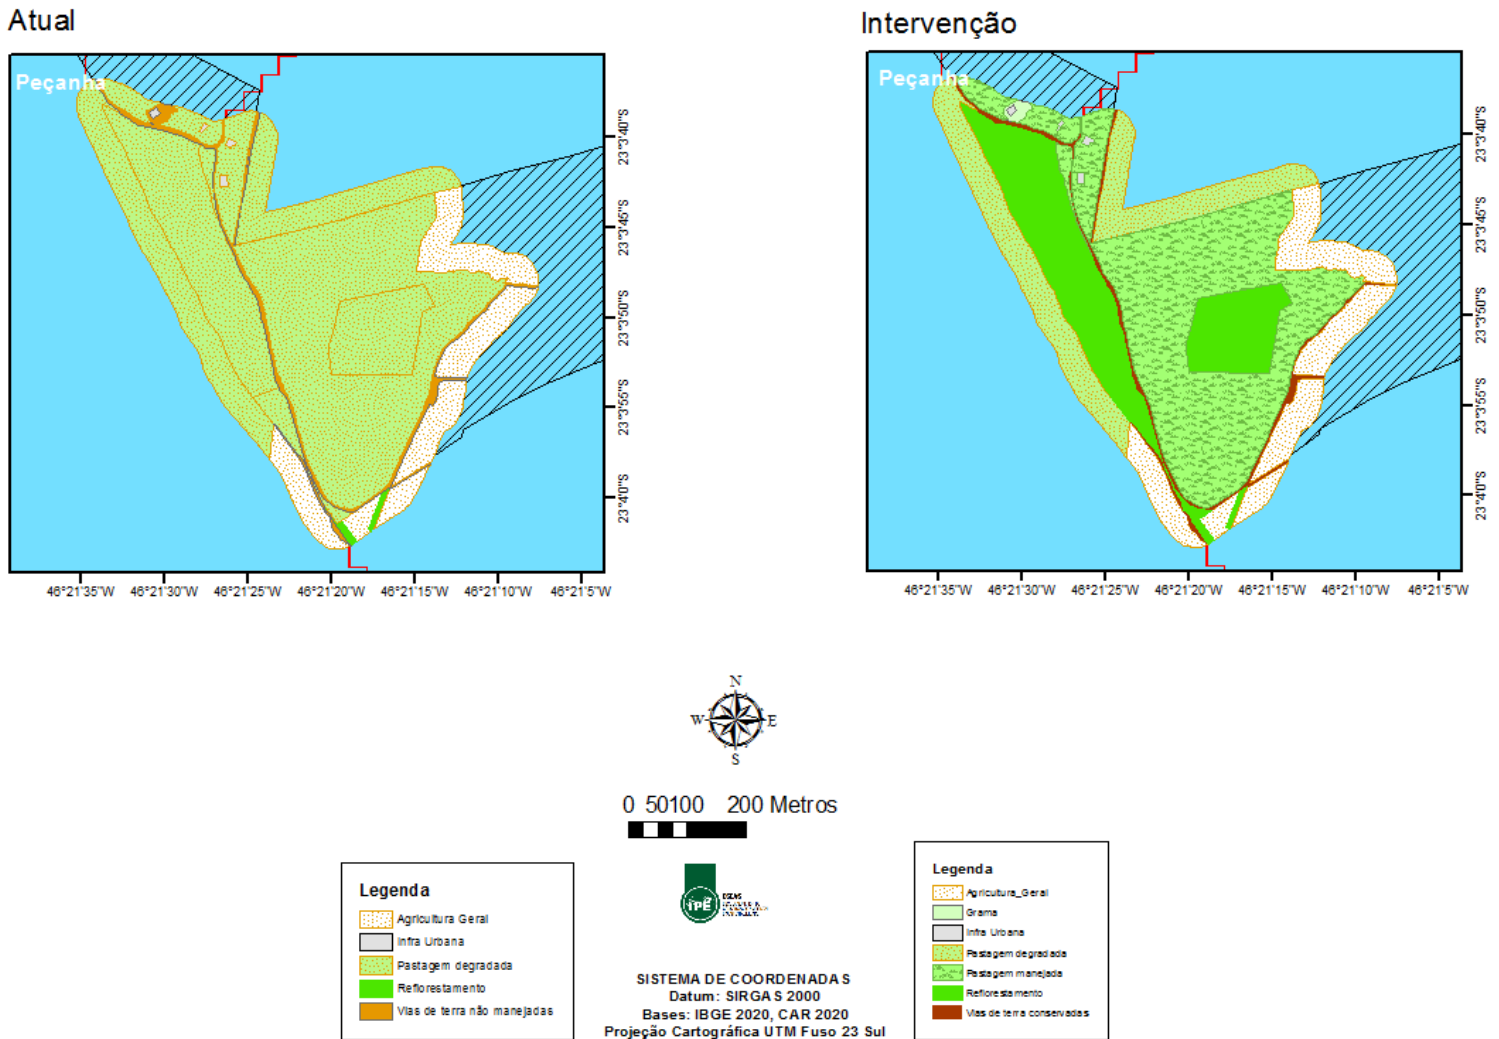 Atual
Intervenção
Peçanha
Peçanha
23°3'40"S
23°3'45"S
23°3'50"S
23°3'55"S
23°4'0"S
23°3'40"S
23°3'45"S
23°3'50"S
23°3'55"S
23°4'0"S
46°21'35"W 46°21'30"W 46°21'25"W 46°21'20"W 46°21'15"W 46°21'10"W 46°21'5"W
46°21'35"W 46°21'30"W 46°21'25"W 46°21'20"W 46°21'15"W 46°21'10"W 46°21'5"W
N
W E
S
0 50100 200 Metros
Legenda
Agricultura Geral
Infra Urbana
Pastagem degradada
Reflorestamento
Vias de terra não manejadas
iPÊ
ESCAS
SISTEMA DE COORDENADAS
Datum: SIRGAS 2000
Bases: IBGE 2020, CAR 2020
Projeção Cartográfica UTM Fuso 23 Sul
Legenda
Agricultura_Geral
Grama
Infra Urbana
Pastagem degradada
Pastagem manejada
Reflorestamento
Vias de terra conservadas